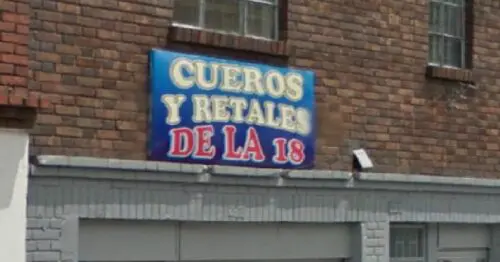 CUEROS
Y RETALES
DE LA 18